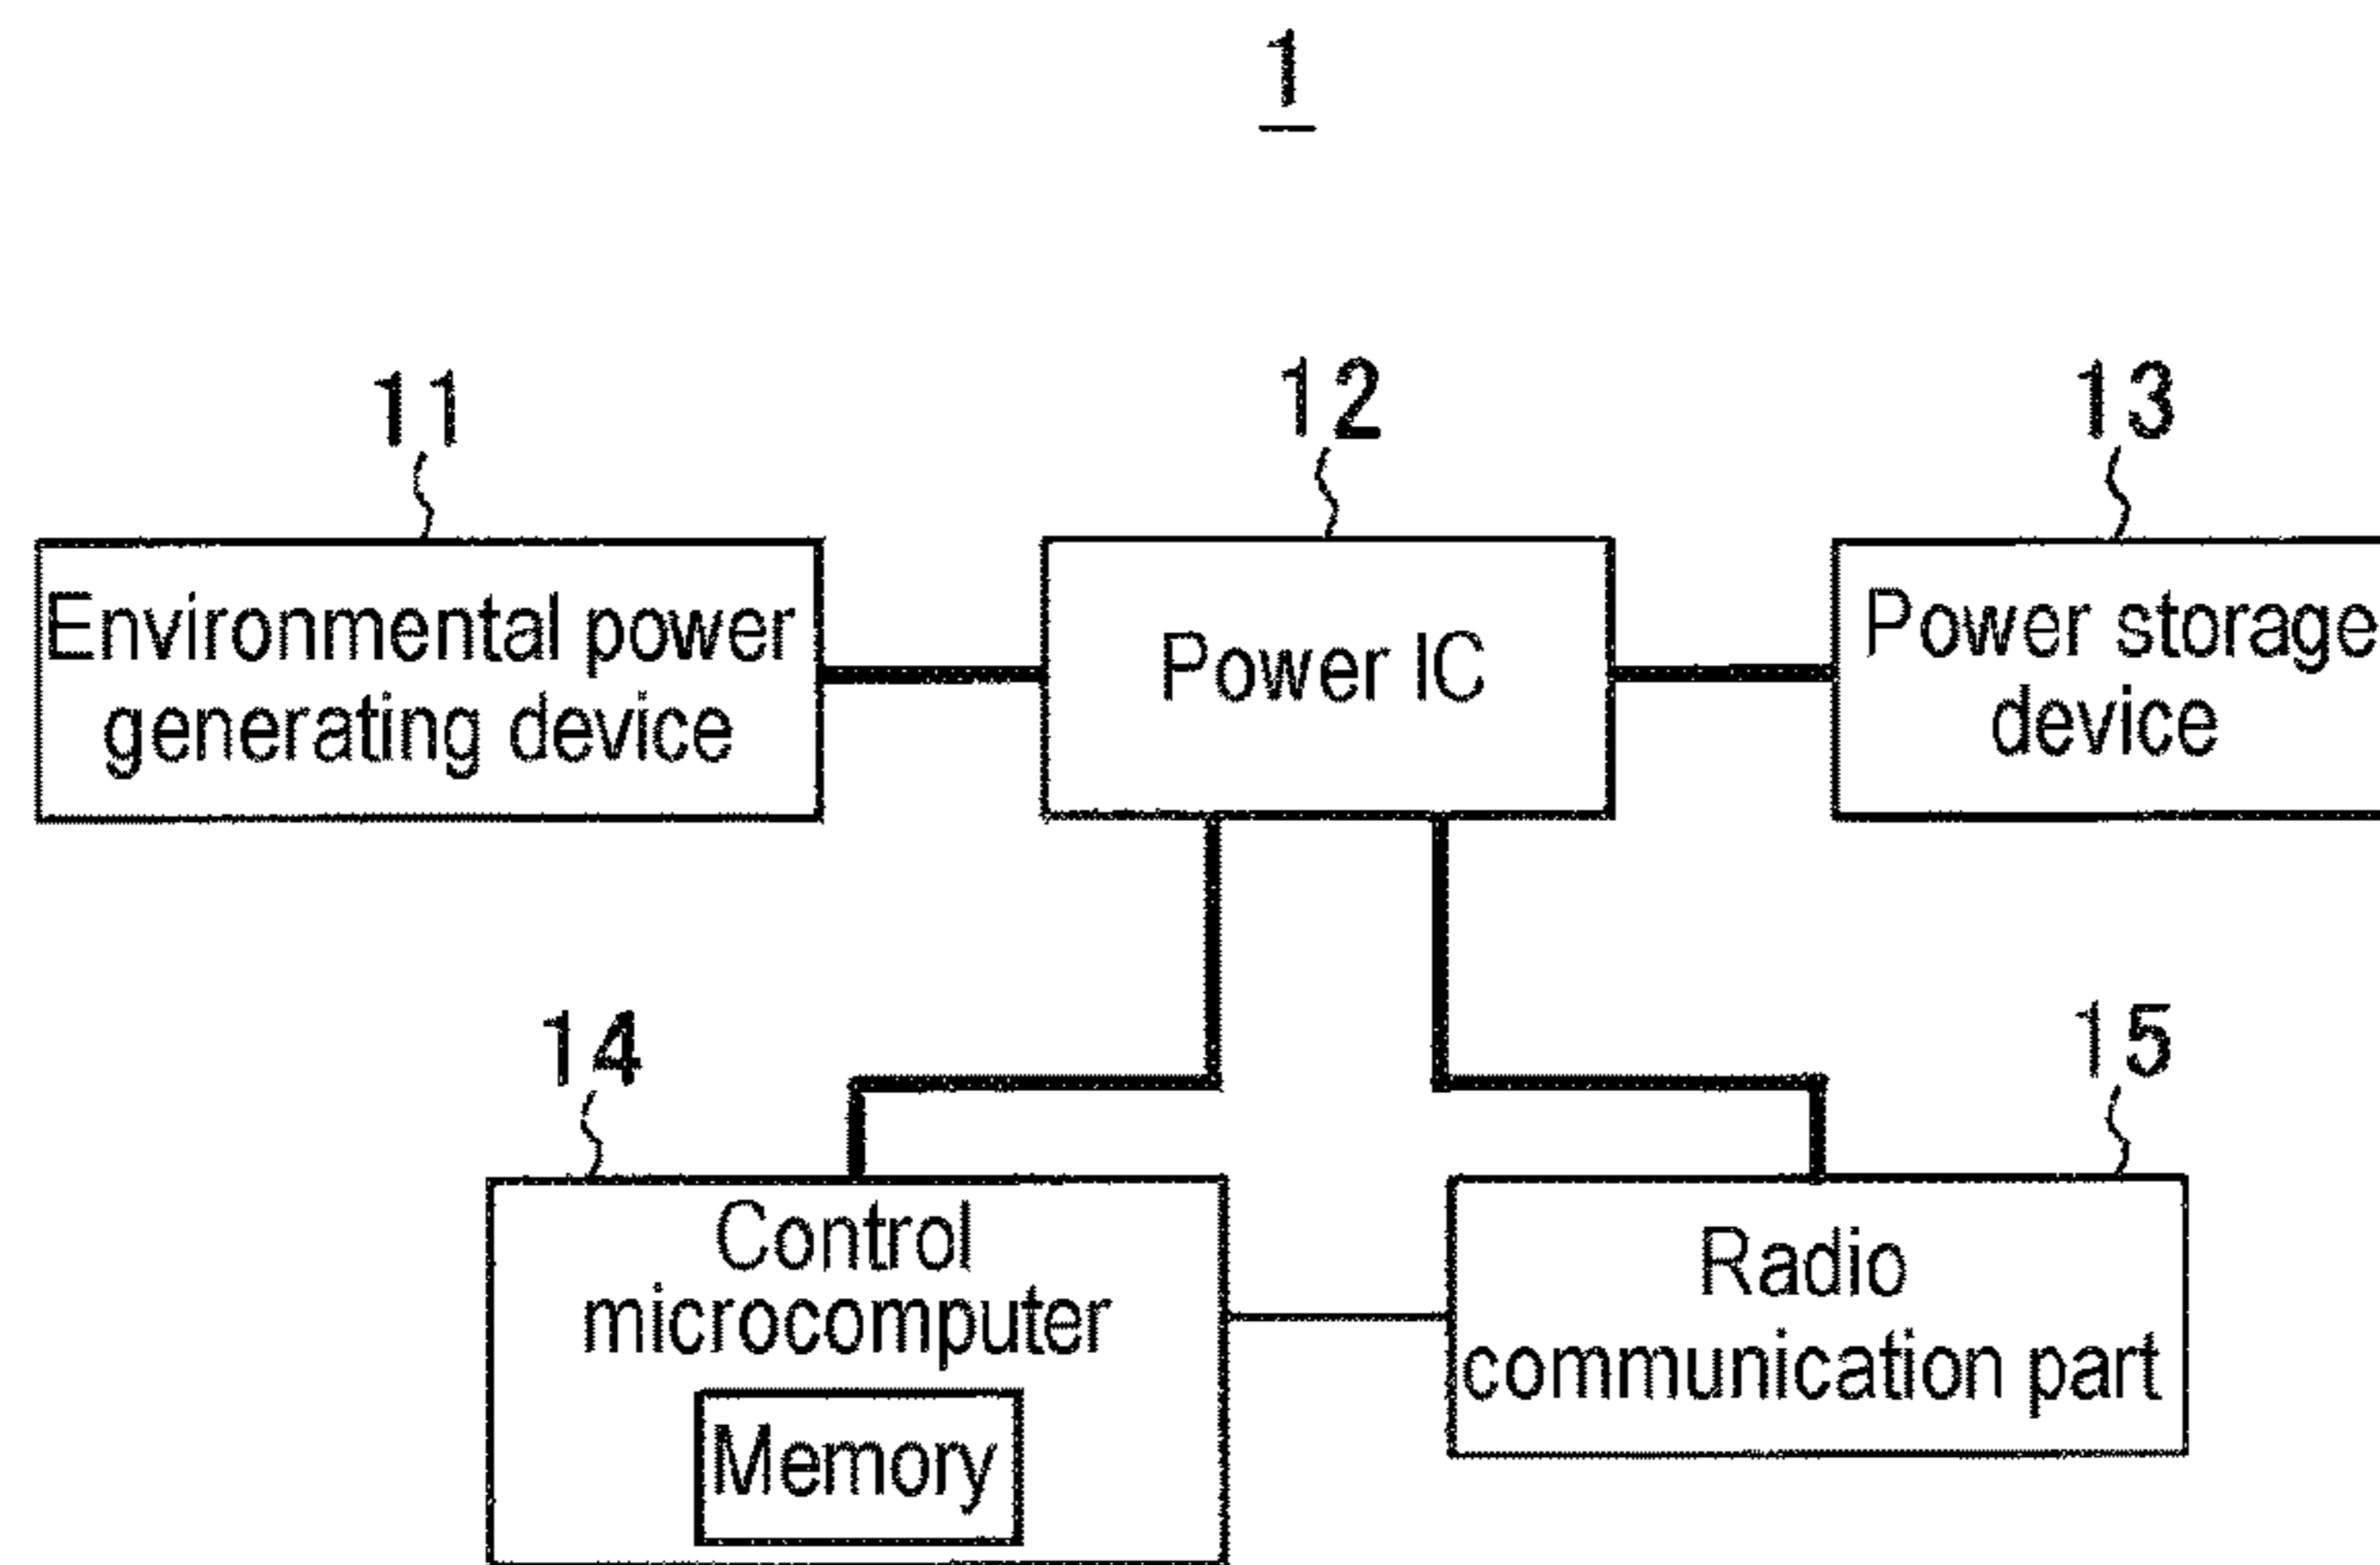 1
11
12
13
Environmental power
generating device
Power IC
Power storage
device
14
15
Control
microcomputer
Memory
Radio
communication part